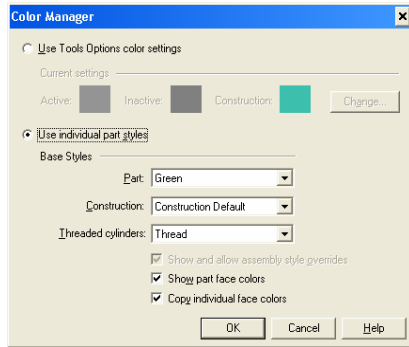 Color Manager
Use Tools Options color settings
Current settings
Active: Inactive: Construction: Change...
Use individual part styles
Base Styles
Part: Green
Construction: Construction Default
Threaded cylinders: Thread
Show and allow assembly style overrides
Show part face colors
Copy individual face colors
OK Cancel Help